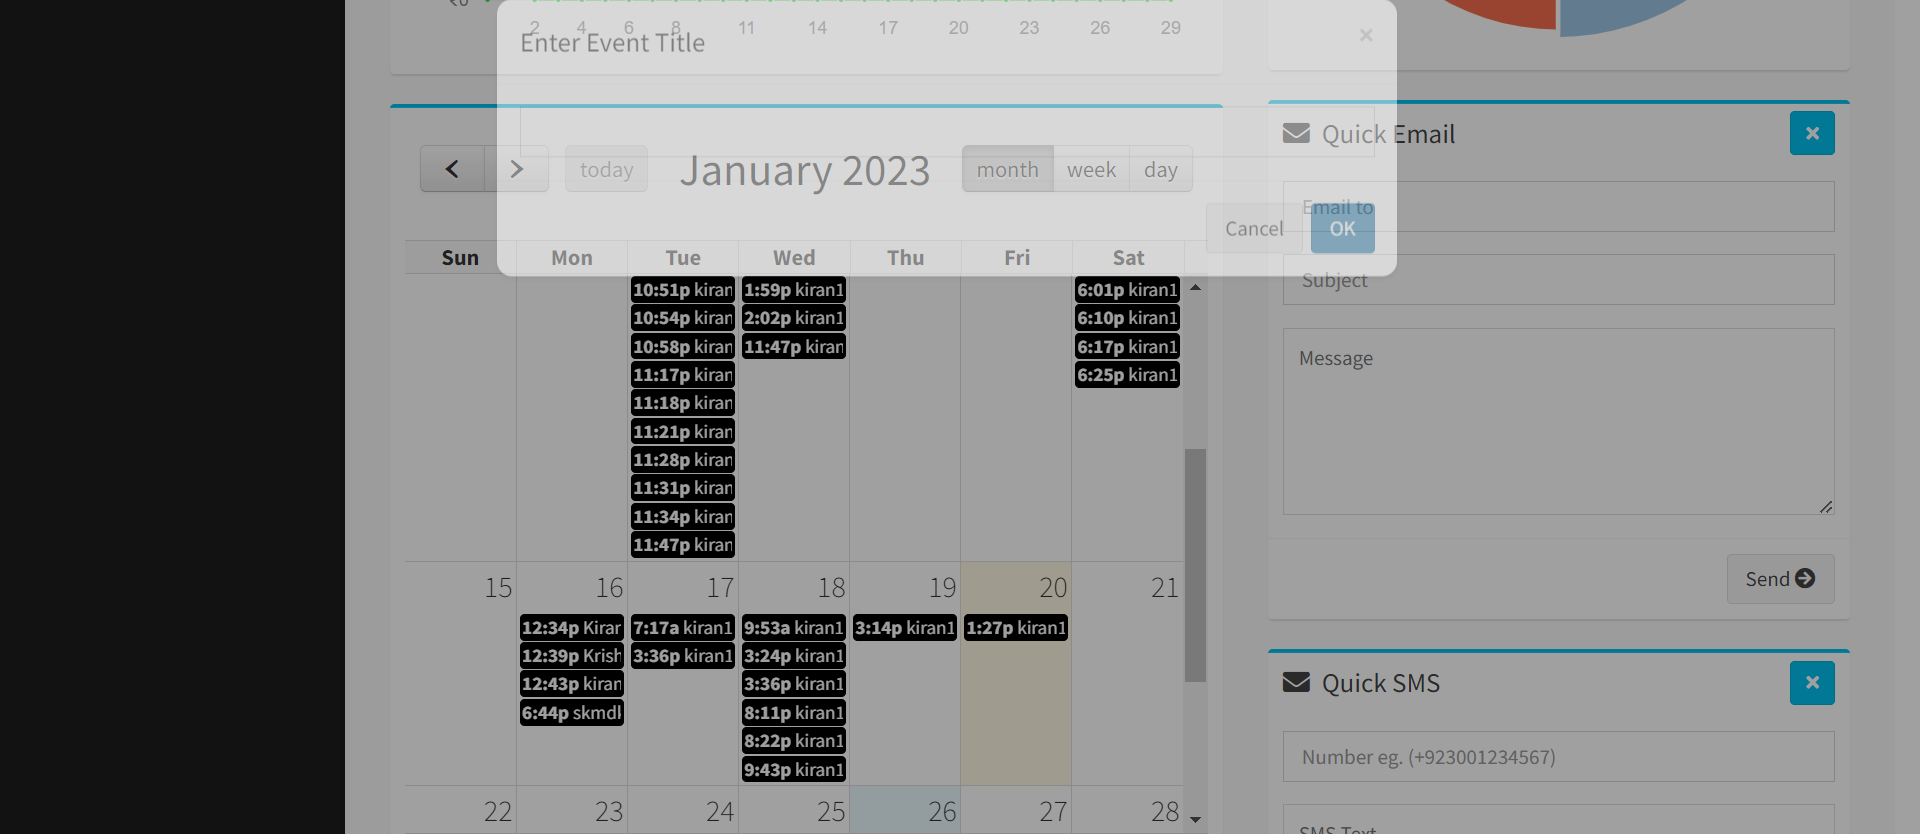 ₹0
2 4 6 8 11 14 17 20 23 26 29
Enter Event Title ×
January 2023
today
month week day
Cancel OK
Sun Mon Tue Wed Thu Fri Sat
10:51p kiran 1:59p kiran1 6:01p kiran1
10:54p kiran 2:02p kiran1 6:10p kiran1
10:58p kiran 11:47p kiran 6:17p kiran1
11:17p kiran 6:25p kiran1
11:18p kiran
11:21p kiran
11:28p kiran
11:31p kiran
11:34p kiran
11:47p kiran
15 16 17 18 19 20 21
12:34p Kiran 7:17a kiran1 9:53a kiran1 3:14p kiran1 1:27p kiran1
12:39p Krish 3:36p kiran1 3:24p kiran1
12:43p kiran 3:36p kiran1
6:44p skmdl 8:11p kiran1
8:22p kiran1
9:43p kiran1
22 23 24 25 26 27 28
Quick Email
Email to
Subject
Message
Send
Quick SMS
Number eg. (+923001234567)
SMS Text